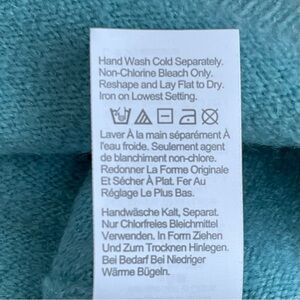 Hand Wash Cold Separately.
Non-Chlorine Bleach Only.
Reshape and Lay Flat to Dry.
Iron on Lowest Setting.
Laver À la main séparément À
l'eau froide. Seulement agent
de blanchiment non-chlore.
Redonner La Forme Originale
Et Sécher À Plat. Fer Au
Réglage Le Plus Bas.
Handwäsche Kalt, Separat.
Nur Chlorfreies Bleichmittel
Verwenden. In Form Ziehen
Und Zum Trocknen Hinlegen.
Bei Bedarf Bei Niedriger
Wärme Bügeln.